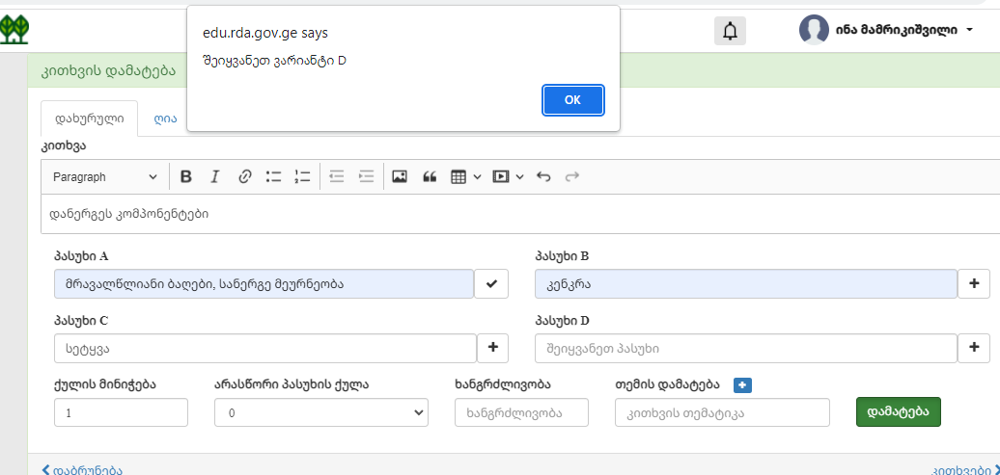 edu.rda.gov.ge says
შეიყვანეთ ვარიანტი D
OK
ინა მამრიკიშვილი
კითხვის დამატება
დახურული ღია
კითხვა
Paragraph
დანერგეს კომპონენტები
პასუხი A პასუხი B
მრავალწლიანი ბაღები, სანერგე მეურნეობა კენკრა
პასუხი C პასუხი D
სეტყვა შეიყვანეთ პასუხი
ქულის მინიჭება არასწორი პასუხის ქულა ხანგრძლივობა თემის დამატება
1 0 ხანგრძლივობა კითხვის თემატიკა დამატება
დაბრუნება კითხვები